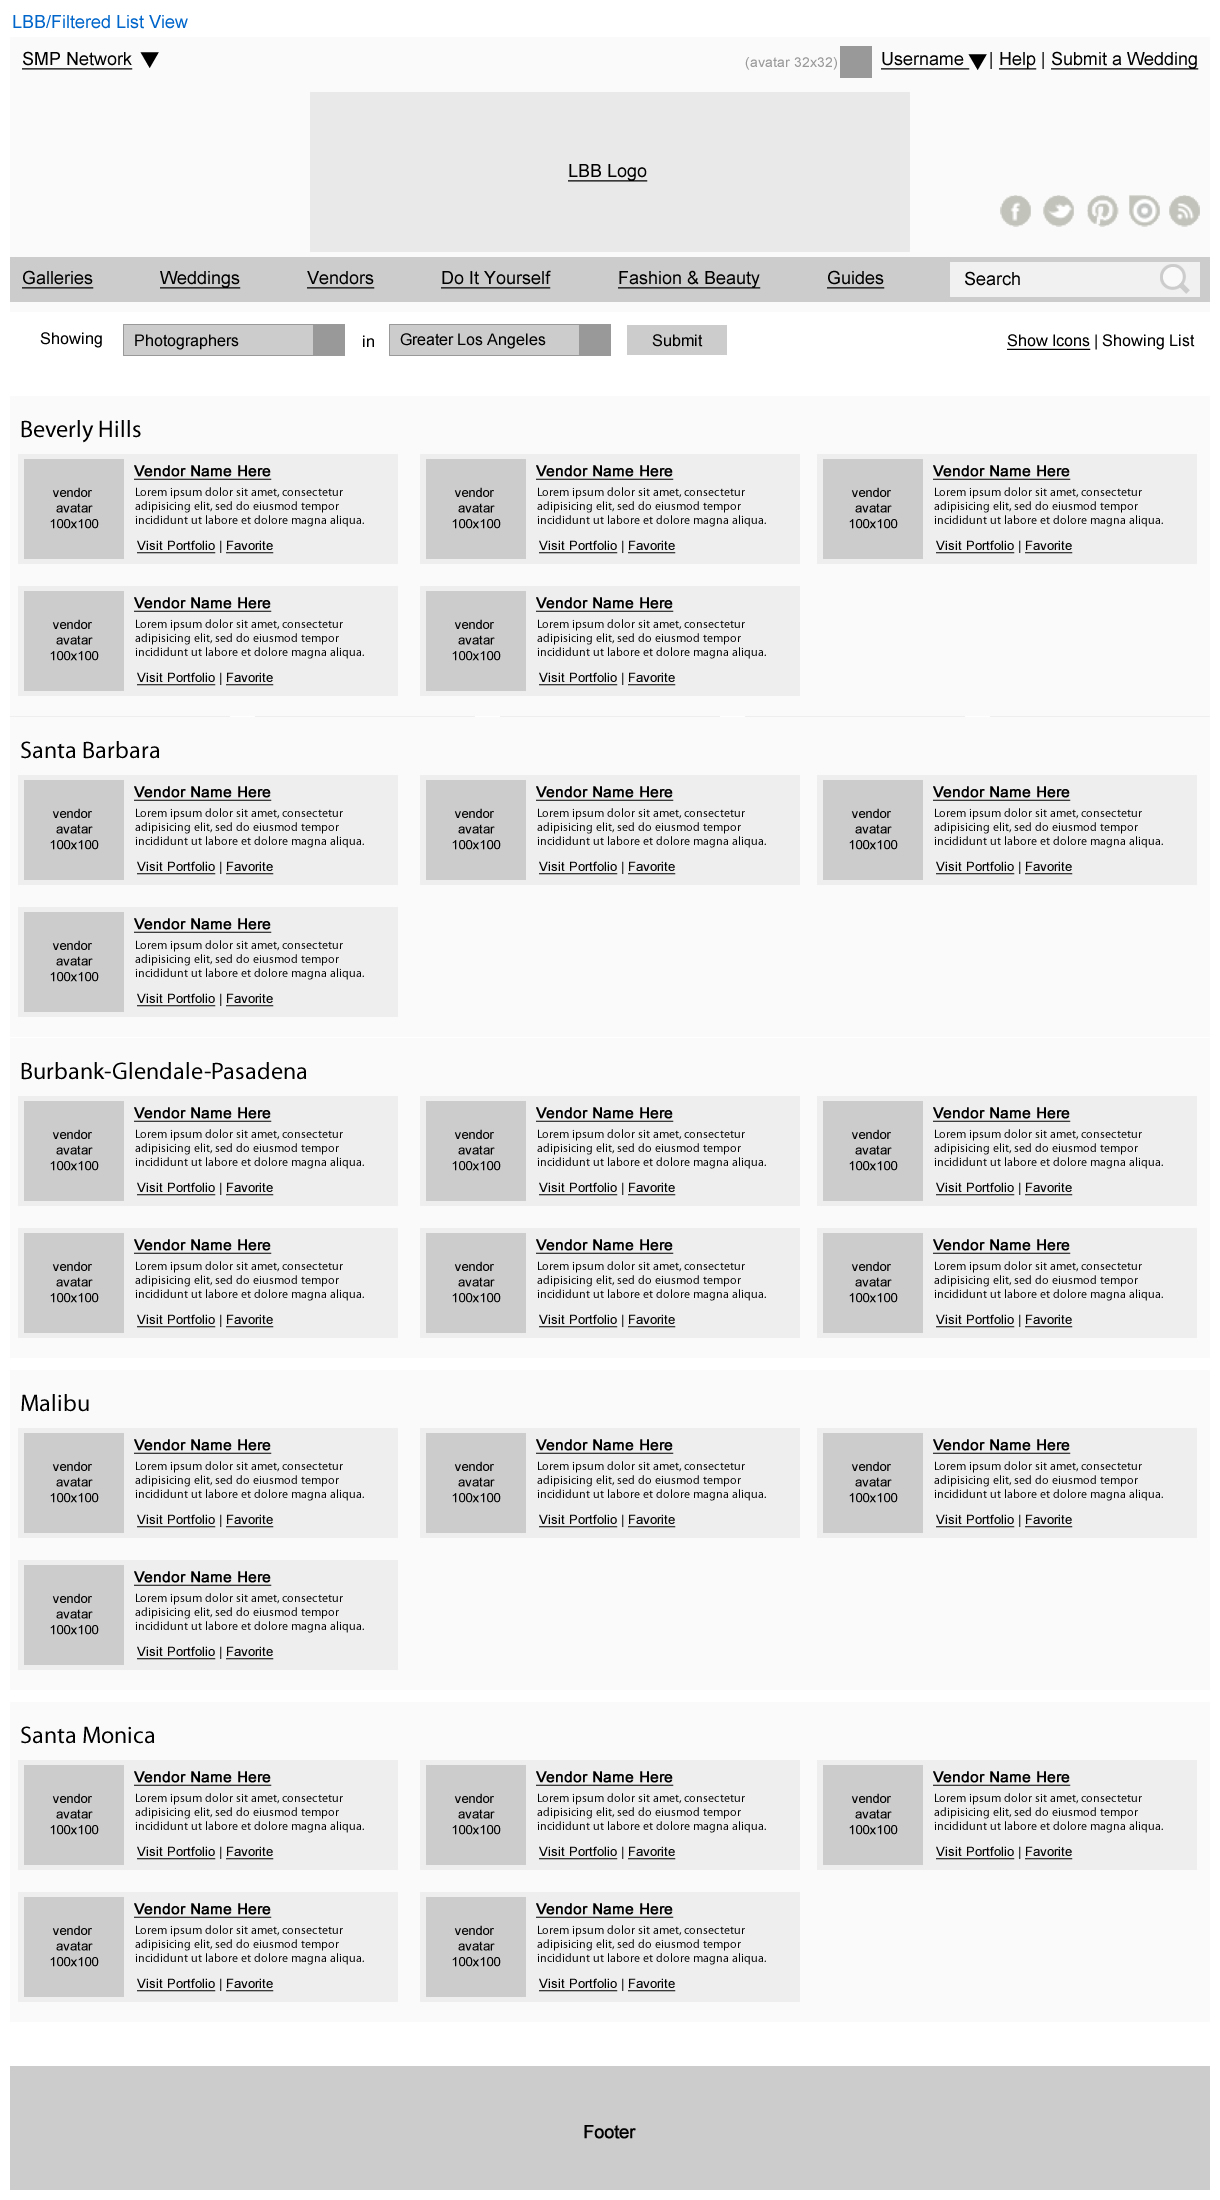 LBB/Filtered List View
SMP Network ▼ (avatar 32x32) Username ▼ | Help | Submit a Wedding
LBB Logo
Galleries Weddings Vendors Do It Yourself Fashion & Beauty Guides Search
Showing Photographers in Greater Los Angeles Submit Show Icons | Showing List
Beverly Hills
vendor
avatar
100x100
Vendor Name Here
Lorem ipsum dolor sit amet, consectetur
adipisicing elit, sed do eiusmod tempor
incididunt ut labore et dolore magna aliqua.
Visit Portfolio | Favorite
vendor
avatar
100x100
Vendor Name Here
Lorem ipsum dolor sit amet, consectetur
adipisicing elit, sed do eiusmod tempor
incididunt ut labore et dolore magna aliqua.
Visit Portfolio | Favorite
vendor
avatar
100x100
Vendor Name Here
Lorem ipsum dolor sit amet, consectetur
adipisicing elit, sed do eiusmod tempor
incididunt ut labore et dolore magna aliqua.
Visit Portfolio | Favorite
vendor
avatar
100x100
Vendor Name Here
Lorem ipsum dolor sit amet, consectetur
adipisicing elit, sed do eiusmod tempor
incididunt ut labore et dolore magna aliqua.
Visit Portfolio | Favorite
vendor
avatar
100x100
Vendor Name Here
Lorem ipsum dolor sit amet, consectetur
adipisicing elit, sed do eiusmod tempor
incididunt ut labore et dolore magna aliqua.
Visit Portfolio | Favorite
Santa Barbara
vendor
avatar
100x100
Vendor Name Here
Lorem ipsum dolor sit amet, consectetur
adipisicing elit, sed do eiusmod tempor
incididunt ut labore et dolore magna aliqua.
Visit Portfolio | Favorite
vendor
avatar
100x100
Vendor Name Here
Lorem ipsum dolor sit amet, consectetur
adipisicing elit, sed do eiusmod tempor
incididunt ut labore et dolore magna aliqua.
Visit Portfolio | Favorite
vendor
avatar
100x100
Vendor Name Here
Lorem ipsum dolor sit amet, consectetur
adipisicing elit, sed do eiusmod tempor
incididunt ut labore et dolore magna aliqua.
Visit Portfolio | Favorite
vendor
avatar
100x100
Vendor Name Here
Lorem ipsum dolor sit amet, consectetur
adipisicing elit, sed do eiusmod tempor
incididunt ut labore et dolore magna aliqua.
Visit Portfolio | Favorite
Burbank-Glendale-Pasadena
vendor
avatar
100x100
Vendor Name Here
Lorem ipsum dolor sit amet, consectetur
adipisicing elit, sed do eiusmod tempor
incididunt ut labore et dolore magna aliqua.
Visit Portfolio | Favorite
vendor
avatar
100x100
Vendor Name Here
Lorem ipsum dolor sit amet, consectetur
adipisicing elit, sed do eiusmod tempor
incididunt ut labore et dolore magna aliqua.
Visit Portfolio | Favorite
vendor
avatar
100x100
Vendor Name Here
Lorem ipsum dolor sit amet, consectetur
adipisicing elit, sed do eiusmod tempor
incididunt ut labore et dolore magna aliqua.
Visit Portfolio | Favorite
vendor
avatar
100x100
Vendor Name Here
Lorem ipsum dolor sit amet, consectetur
adipisicing elit, sed do eiusmod tempor
incididunt ut labore et dolore magna aliqua.
Visit Portfolio | Favorite
vendor
avatar
100x100
Vendor Name Here
Lorem ipsum dolor sit amet, consectetur
adipisicing elit, sed do eiusmod tempor
incididunt ut labore et dolore magna aliqua.
Visit Portfolio | Favorite
vendor
avatar
100x100
Vendor Name Here
Lorem ipsum dolor sit amet, consectetur
adipisicing elit, sed do eiusmod tempor
incididunt ut labore et dolore magna aliqua.
Visit Portfolio | Favorite
Malibu
vendor
avatar
100x100
Vendor Name Here
Lorem ipsum dolor sit amet, consectetur
adipisicing elit, sed do eiusmod tempor
incididunt ut labore et dolore magna aliqua.
Visit Portfolio | Favorite
vendor
avatar
100x100
Vendor Name Here
Lorem ipsum dolor sit amet, consectetur
adipisicing elit, sed do eiusmod tempor
incididunt ut labore et dolore magna aliqua.
Visit Portfolio | Favorite
vendor
avatar
100x100
Vendor Name Here
Lorem ipsum dolor sit amet, consectetur
adipisicing elit, sed do eiusmod tempor
incididunt ut labore et dolore magna aliqua.
Visit Portfolio | Favorite
vendor
avatar
100x100
Vendor Name Here
Lorem ipsum dolor sit amet, consectetur
adipisicing elit, sed do eiusmod tempor
incididunt ut labore et dolore magna aliqua.
Visit Portfolio | Favorite
Santa Monica
vendor
avatar
100x100
Vendor Name Here
Lorem ipsum dolor sit amet, consectetur
adipisicing elit, sed do eiusmod tempor
incididunt ut labore et dolore magna aliqua.
Visit Portfolio | Favorite
vendor
avatar
100x100
Vendor Name Here
Lorem ipsum dolor sit amet, consectetur
adipisicing elit, sed do eiusmod tempor
incididunt ut labore et dolore magna aliqua.
Visit Portfolio | Favorite
vendor
avatar
100x100
Vendor Name Here
Lorem ipsum dolor sit amet, consectetur
adipisicing elit, sed do eiusmod tempor
incididunt ut labore et dolore magna aliqua.
Visit Portfolio | Favorite
vendor
avatar
100x100
Vendor Name Here
Lorem ipsum dolor sit amet, consectetur
adipisicing elit, sed do eiusmod tempor
incididunt ut labore et dolore magna aliqua.
Visit Portfolio | Favorite
vendor
avatar
100x100
Vendor Name Here
Lorem ipsum dolor sit amet, consectetur
adipisicing elit, sed do eiusmod tempor
incididunt ut labore et dolore magna aliqua.
Visit Portfolio | Favorite
Footer